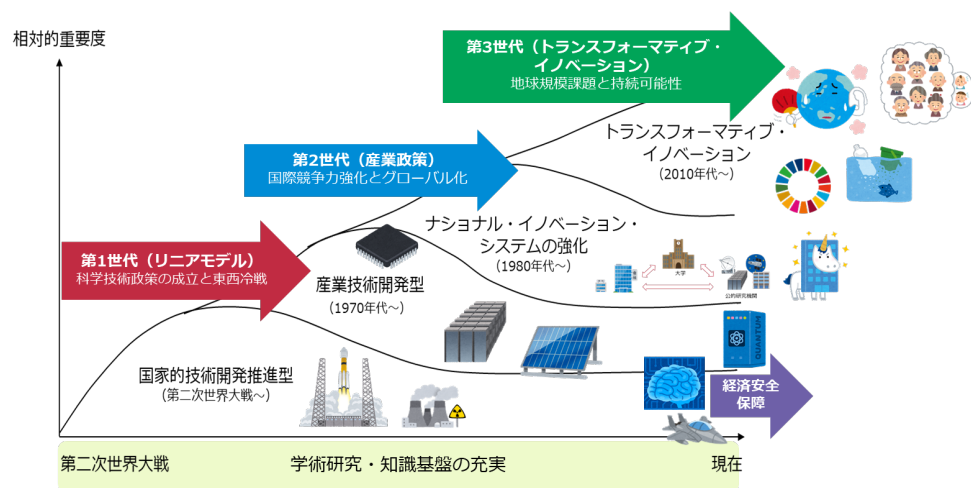 相対的重要度
第3世代（トランスフォーマティブ・
イノベーション）
地球規模課題と持続可能性
トランスフォーマティブ・
イノベーション
（2010年代～）
第2世代（産業政策）
国際競争力強化とグローバル化
ナショナル・イノベーション・
システムの強化
（1980年代～）
第1世代（リニアモデル）
科学技術政策の成立と東西冷戦
産業技術開発型
（1970年代～）
大学
公的研究機関
国家的技術開発推進型
（第二次世界大戦～）
QUANTUM
経済安全
保障
第二次世界大戦
学術研究・知識基盤の充実
現在